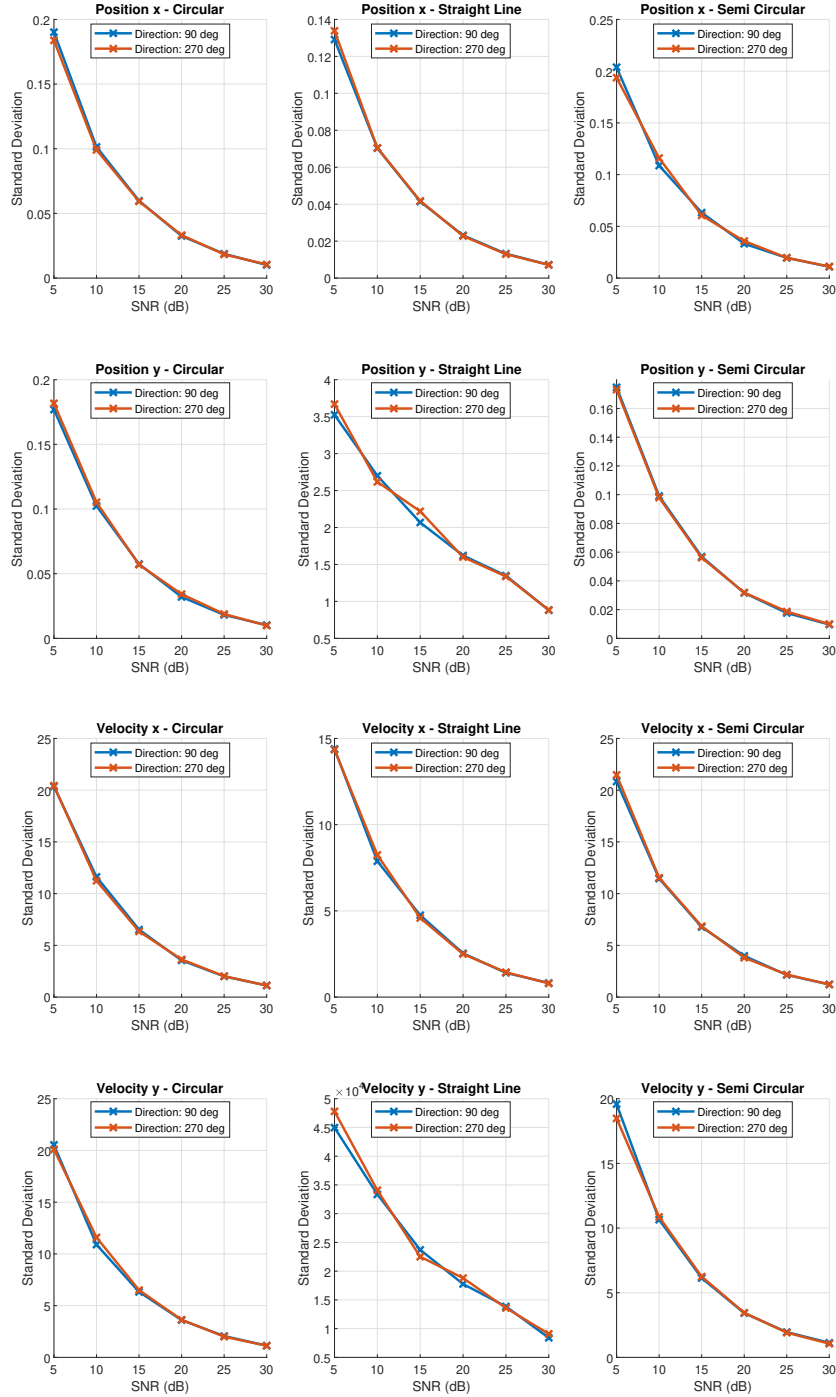 Position x - Circular
Direction: 90 deg
Direction: 270 deg
Standard Deviation
0.2
0.15
0.1
0.05
0
5 10 15 20 25 30
SNR (dB)
Position x - Straight Line
Direction: 90 deg
Direction: 270 deg
Standard Deviation
0.14
0.12
0.1
0.08
0.06
0.04
0.02
0
5 10 15 20 25 30
SNR (dB)
Position x - Semi Circular
Direction: 90 deg
Direction: 270 deg
Standard Deviation
0.25
0.2
0.15
0.1
0.05
0
5 10 15 20 25 30
SNR (dB)
Position y - Circular
Direction: 90 deg
Direction: 270 deg
Standard Deviation
0.2
0.15
0.1
0.05
0
5 10 15 20 25 30
SNR (dB)
Position y - Straight Line
Direction: 90 deg
Direction: 270 deg
Standard Deviation
4
3.5
3
2.5
2
1.5
1
0.5
5 10 15 20 25 30
SNR (dB)
Position y - Semi Circular
Direction: 90 deg
Direction: 270 deg
Standard Deviation
0.16
0.14
0.12
0.1
0.08
0.06
0.04
0.02
0
5 10 15 20 25 30
SNR (dB)
Velocity x - Circular
Direction: 90 deg
Direction: 270 deg
Standard Deviation
25
20
15
10
5
0
5 10 15 20 25 30
SNR (dB)
Velocity x - Straight Line
Direction: 90 deg
Direction: 270 deg
Standard Deviation
15
10
5
0
5 10 15 20 25 30
SNR (dB)
Velocity x - Semi Circular
Direction: 90 deg
Direction: 270 deg
Standard Deviation
25
20
15
10
5
0
5 10 15 20 25 30
SNR (dB)
Velocity y - Circular
Direction: 90 deg
Direction: 270 deg
Standard Deviation
25
20
15
10
5
0
5 10 15 20 25 30
SNR (dB)
×10⁴
Velocity y - Straight Line
Direction: 90 deg
Direction: 270 deg
Standard Deviation
5
4.5
4
3.5
3
2.5
2
1.5
1
0.5
5 10 15 20 25 30
SNR (dB)
Velocity y - Semi Circular
Direction: 90 deg
Direction: 270 deg
Standard Deviation
20
15
10
5
0
5 10 15 20 25 30
SNR (dB)